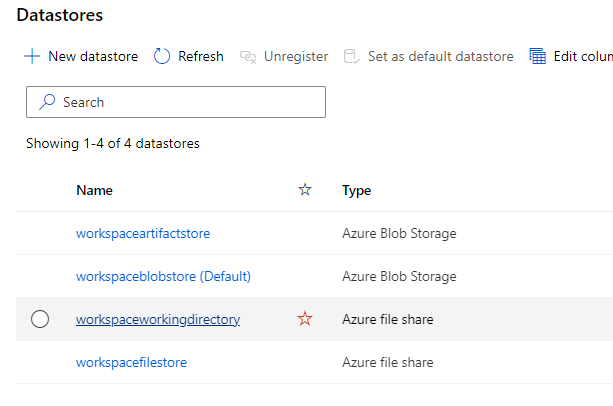 Datastores
New datastore Refresh Unregister Set as default datastore Edit colum
Search
Showing 1-4 of 4 datastores
Name Type
workspaceartifactstore Azure Blob Storage
workspaceblobstore (Default) Azure Blob Storage
workspaceworkingdirectory Azure file share
workspacefilestore Azure file share